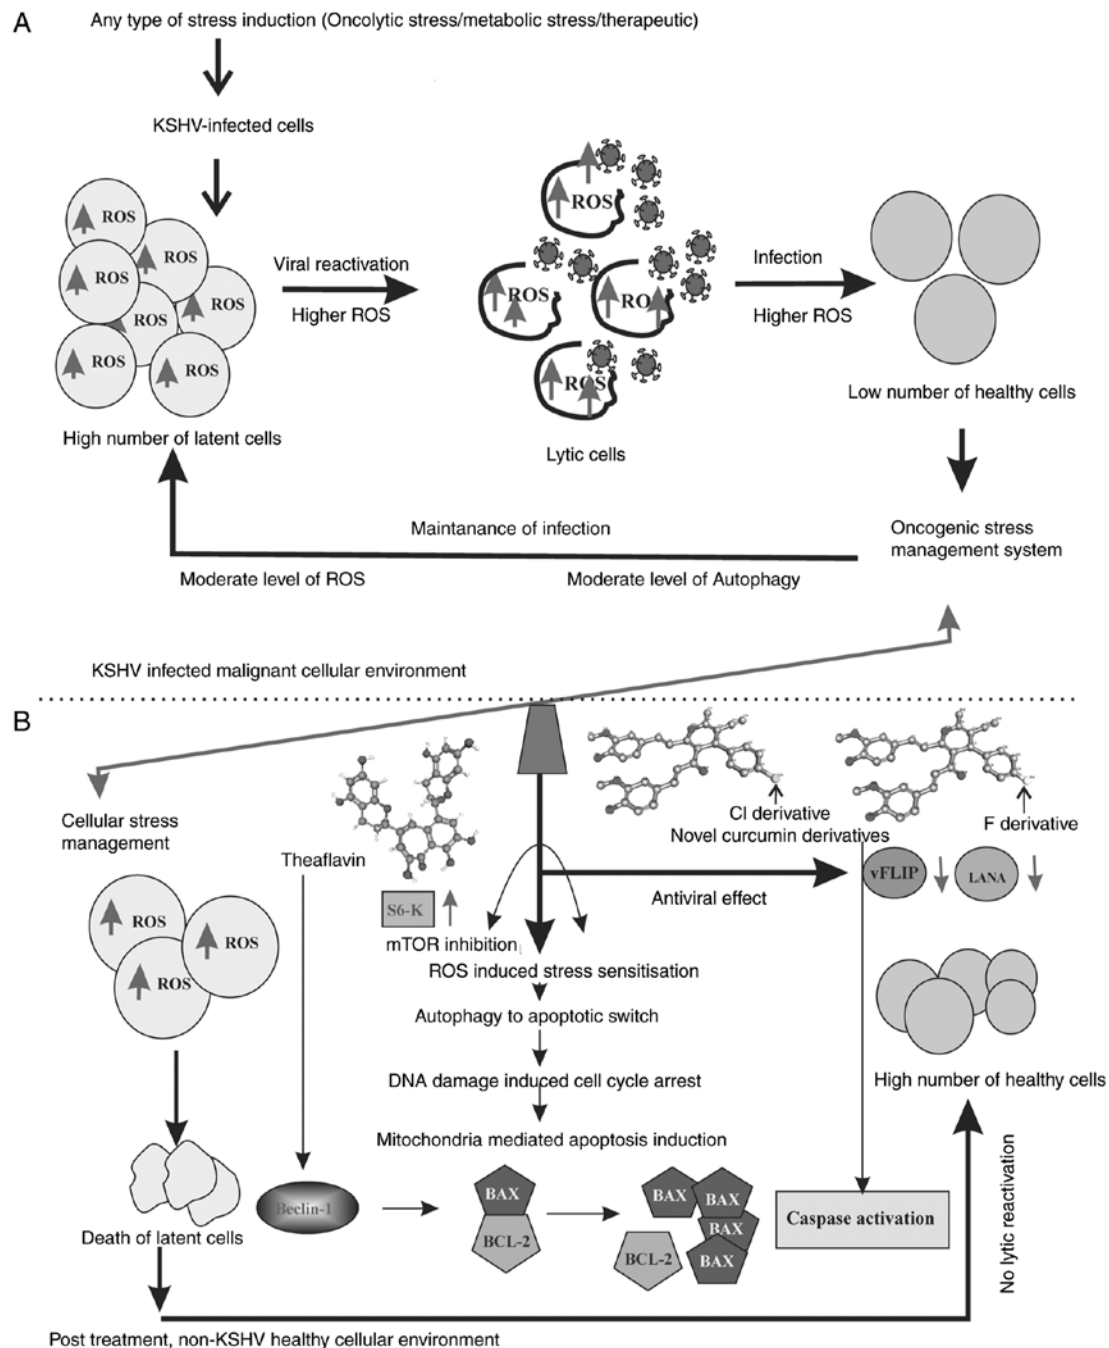 A
Any type of stress induction (Oncolytic stress/metabolic stress/therapeutic)
KSHV-infected cells
ROS
ROS
ROS
ROS
ROS
ROS
ROS
High number of latent cells
Viral reactivation
Higher ROS
ROS
ROS
RO
ROS
Lytic cells
Infection
Higher ROS
Low number of healthy cells
Oncogenic stress
management system
Maintanance of infection
Moderate level of ROS
Moderate level of Autophagy
KSHV infected malignant cellular environment
B
Cellular stress
management
Theaflavin
S6-K
mTOR inhibition
Cl derivative
Novel curcumin derivatives
F derivative
Antiviral effect
vFLIP
LANA
ROS
ROS
ROS
ROS induced stress sensitisation
Autophagy to apoptotic switch
DNA damage induced cell cycle arrest
Mitochondria mediated apoptosis induction
High number of healthy cells
Death of latent cells
Beclin-1
BAX
BCL-2
BAX
BAX
BAX
BAX
BCL-2
Caspase activation
No lytic reactivation
Post treatment, non-KSHV healthy cellular environment